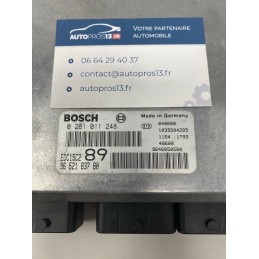 AUTOPROS13.FR
VOTRE PARTENAIRE
AUTOMOBILE
06 64 29 40 37
contact@autopros13.fr
autopros13.fr
BOSCH
Made in Germany
0 281 011 248
EDC15C2
89
96 521 837 80